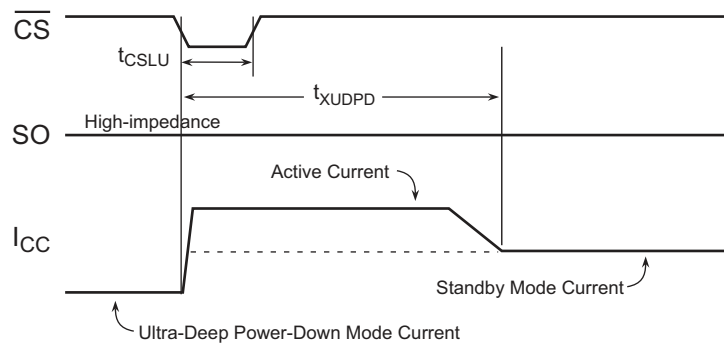 CS
tCSLU
tXUDPD
High-impedance
SO
Active Current
ICC
Standby Mode Current
Ultra-Deep Power-Down Mode Current